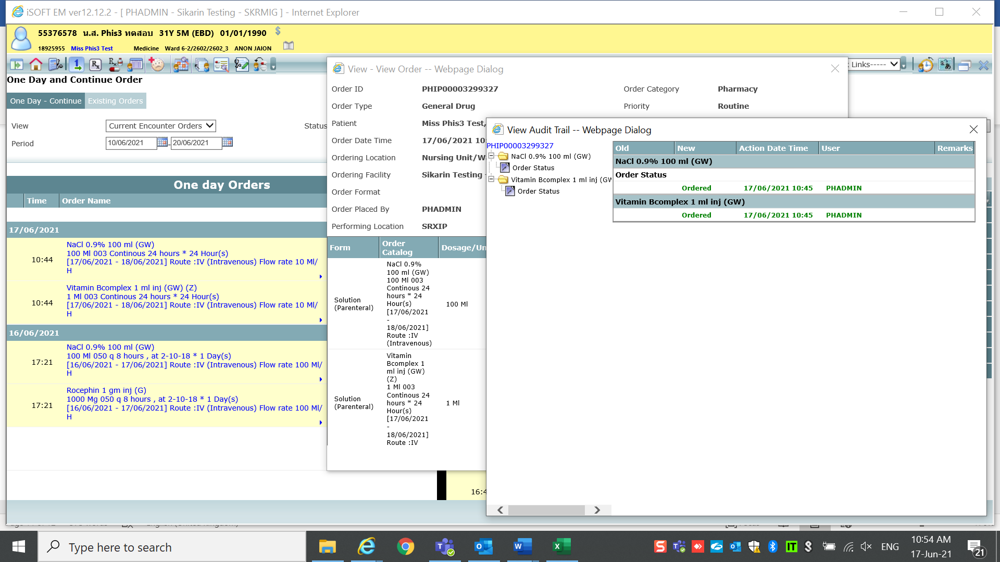 iSOFT EM ver12.12.2 - [ PHADMIN - Sikarin Testing - SKRMIG ] - Internet Explorer
55376578 น.ส. Phis3 ทดสอบ 31Y 5M (EBD) 01/01/1990
18925955 Miss Phis3 Test Medicine Ward 6-2/2602/2602_3 ANON JAION
Links-----
One Day and Continue Order
One Day - Continue Existing Orders
View Current Encounter Orders Status
Period 10/06/2021 - 20/06/2021
One day Orders
Time Order Name
17/06/2021
10:44
NaCl 0.9% 100 ml (GW)
100 Ml 003 Continous 24 hours * 24 Hour(s)
[17/06/2021 - 18/06/2021] Route :IV (Intravenous) Flow rate 10 Ml/
H
10:44
Vitamin Bcomplex 1 ml inj (GW) (Z)
1 Ml 003 Continous 24 hours * 24 Hour(s)
[17/06/2021 - 18/06/2021] Route :IV (Intravenous) Flow rate 10 Ml/
H
16/06/2021
17:21
NaCl 0.9% 100 ml (GW)
100 Ml 050 q 8 hours , at 2-10-18 * 1 Day(s)
[16/06/2021 - 17/06/2021] Route :IV (Intravenous) Flow rate 100 Ml/
H
17:21
Rocephin 1 gm inj (G)
1000 Mg 050 q 8 hours , at 2-10-18 * 1 Day(s)
[16/06/2021 - 17/06/2021] Route :IV (Intravenous) Flow rate 100 Ml/
H
View - View Order -- Webpage Dialog
Order ID PHIP00003299327 Order Category Pharmacy
Order Type General Drug Priority Routine
Patient Miss Phis3 Test,
Order Date Time 17/06/2021 10:
Ordering Location Nursing Unit/W
Ordering Facility Sikarin Testing -
Order Format
Order Placed By PHADMIN
Performing Location SRXIP
Form Order Catalog Dosage/Un
Solution
(Parenteral)
NaCl 0.9%
100 ml (GW)
100 Ml 003
Continous 24
hours * 24
Hour(s)
[17/06/2021
-
18/06/2021]
Route :IV
(Intravenous)
100 Ml
Solution
(Parenteral)
Vitamin
Bcomplex 1
ml inj (GW)
(Z)
1 Ml 003
Continous 24
hours * 24
Hour(s)
[17/06/2021
-
18/06/2021]
Route :IV
1 Ml
16:4
View Audit Trail -- Webpage Dialog
PHIP00003299327
NaCl 0.9% 100 ml (GW)
Order Status
Vitamin Bcomplex 1 ml inj (GW
Order Status
Old New Action Date Time User Remarks
NaCl 0.9% 100 ml (GW)
Order Status
Ordered 17/06/2021 10:45 PHADMIN
Vitamin Bcomplex 1 ml inj (GW)
Ordered 17/06/2021 10:45 PHADMIN
Type here to search
ENG
10:54 AM
17-Jun-21
21